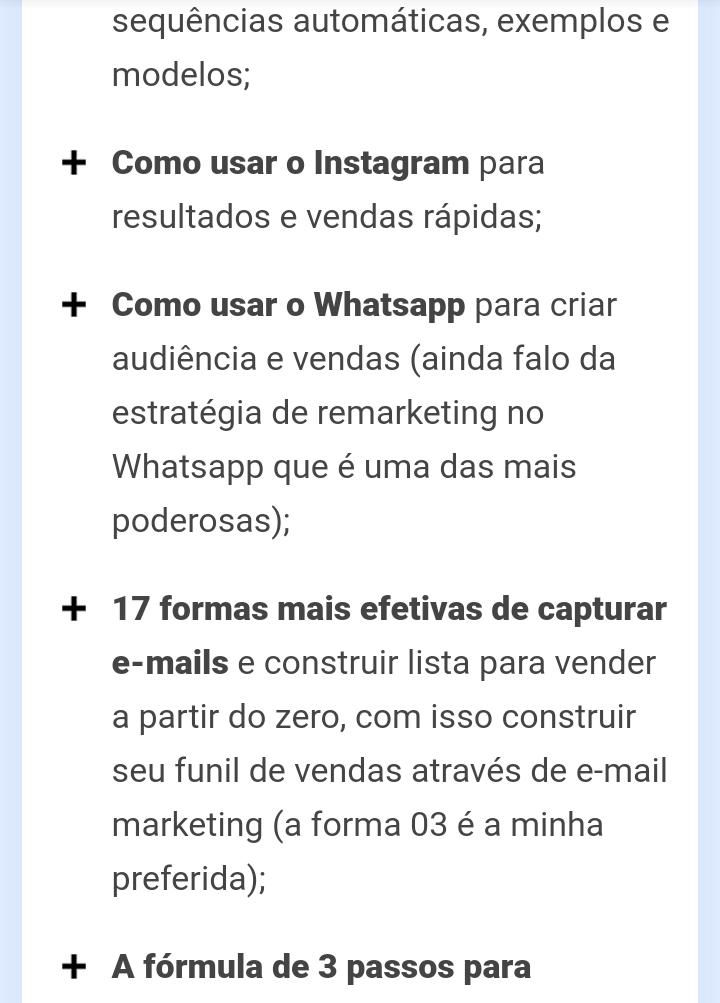 sequências automáticas, exemplos e
modelos;
+ Como usar o Instagram para
resultados e vendas rápidas;
+ Como usar o Whatsapp para criar
audiência e vendas (ainda falo da
estratégia de remarketing no
Whatsapp que é uma das mais
poderosas);
+ 17 formas mais efetivas de capturar
e-mails e construir lista para vender
a partir do zero, com isso construir
seu funil de vendas através de e-mail
marketing (a forma 03 é a minha
preferida);
+ A fórmula de 3 passos para